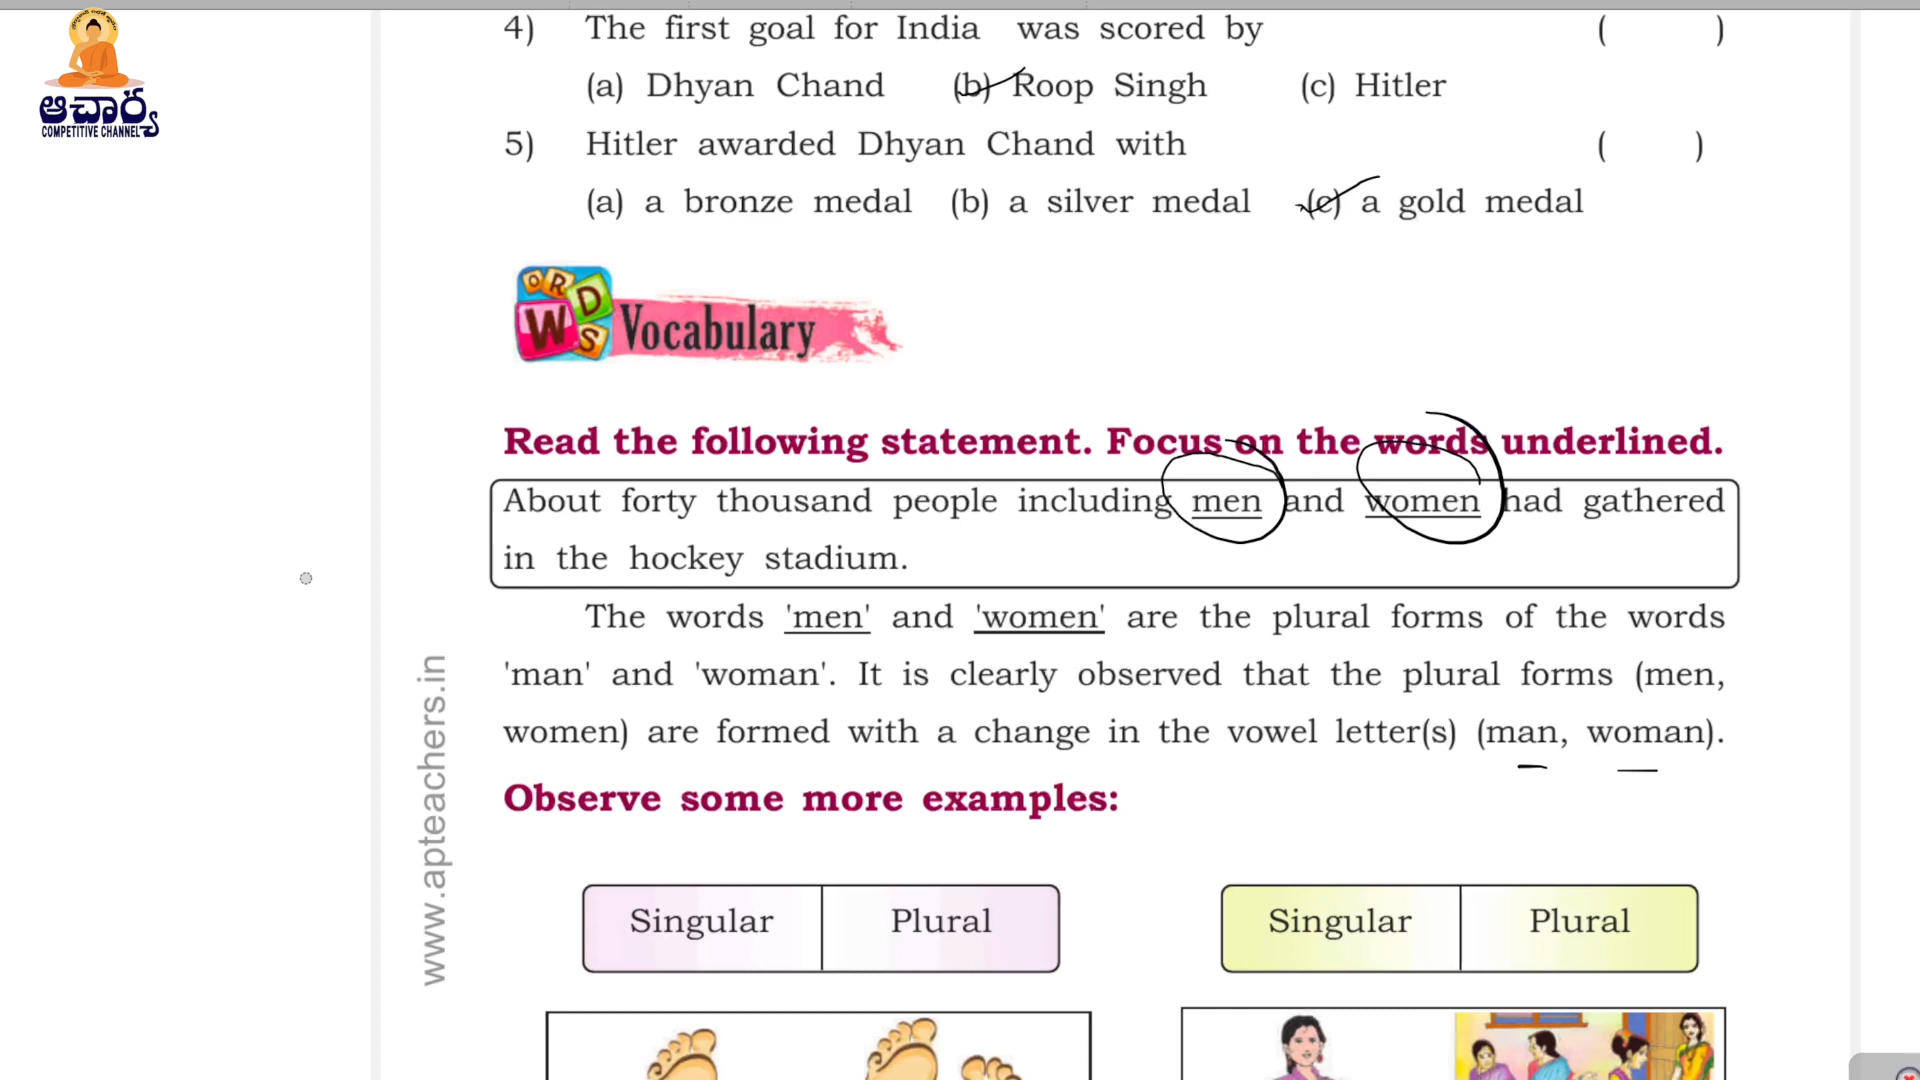 ఆచార్య
COMPETITIVE CHANNEL
4) The first goal for India was scored by ( )
(a) Dhyan Chand (b) Roop Singh (c) Hitler
5) Hitler awarded Dhyan Chand with ( )
(a) a bronze medal (b) a silver medal (c) a gold medal
WORDS
Vocabulary
Read the following statement. Focus on the words underlined.
About forty thousand people including men and women had gathered
in the hockey stadium.
The words 'men' and 'women' are the plural forms of the words
'man' and 'woman'. It is clearly observed that the plural forms (men,
women) are formed with a change in the vowel letter(s) (man, woman).
Observe some more examples:
Singular Plural Singular Plural
www.apteachers.in